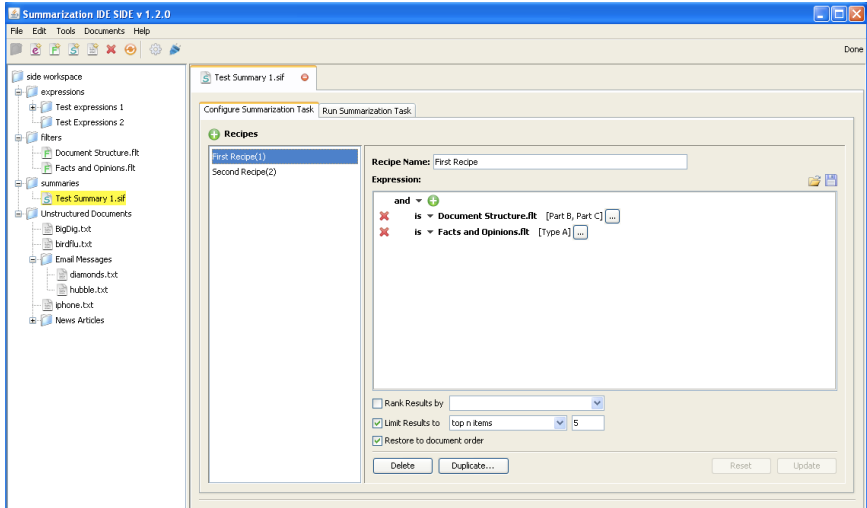 Summarization IDE SIDE v 1.2.0
File Edit Tools Documents Help
Done
side workspace
expressions
Test expressions 1
Test Expressions 2
filters
Document Structure.flt
Facts and Opinions.flt
summaries
Test Summary 1.sif
Unstructured Documents
BigDig.txt
birdflu.txt
Email Messages
diamonds.txt
hubble.txt
iphone.txt
News Articles
Test Summary 1.sif
Configure Summarization Task Run Summarization Task
Recipes
First Recipe(1)
Second Recipe(2)
Recipe Name: First Recipe
Expression:
and
is Document Structure.flt [Part B, Part C] ...
is Facts and Opinions.flt [Type A] ...
Rank Results by
Limit Results to top n items 5
Restore to document order
Delete Duplicate... Reset Update